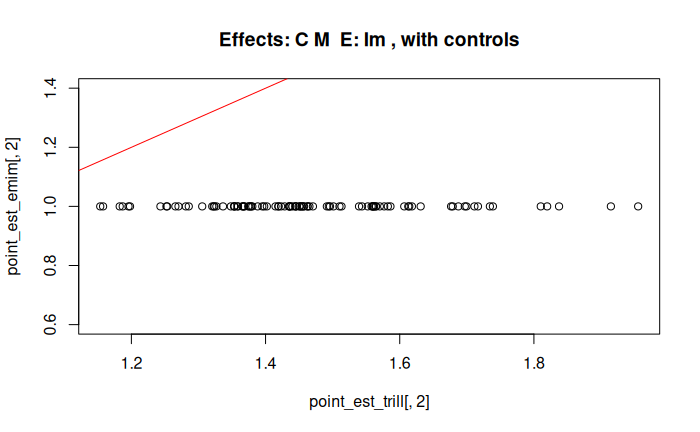 Effects: C M  E: Im , with controls
1.4
1.2
1.0
0.8
0.6
point_est_emim[, 2]
1.2 1.4 1.6 1.8
point_est_trill[, 2]